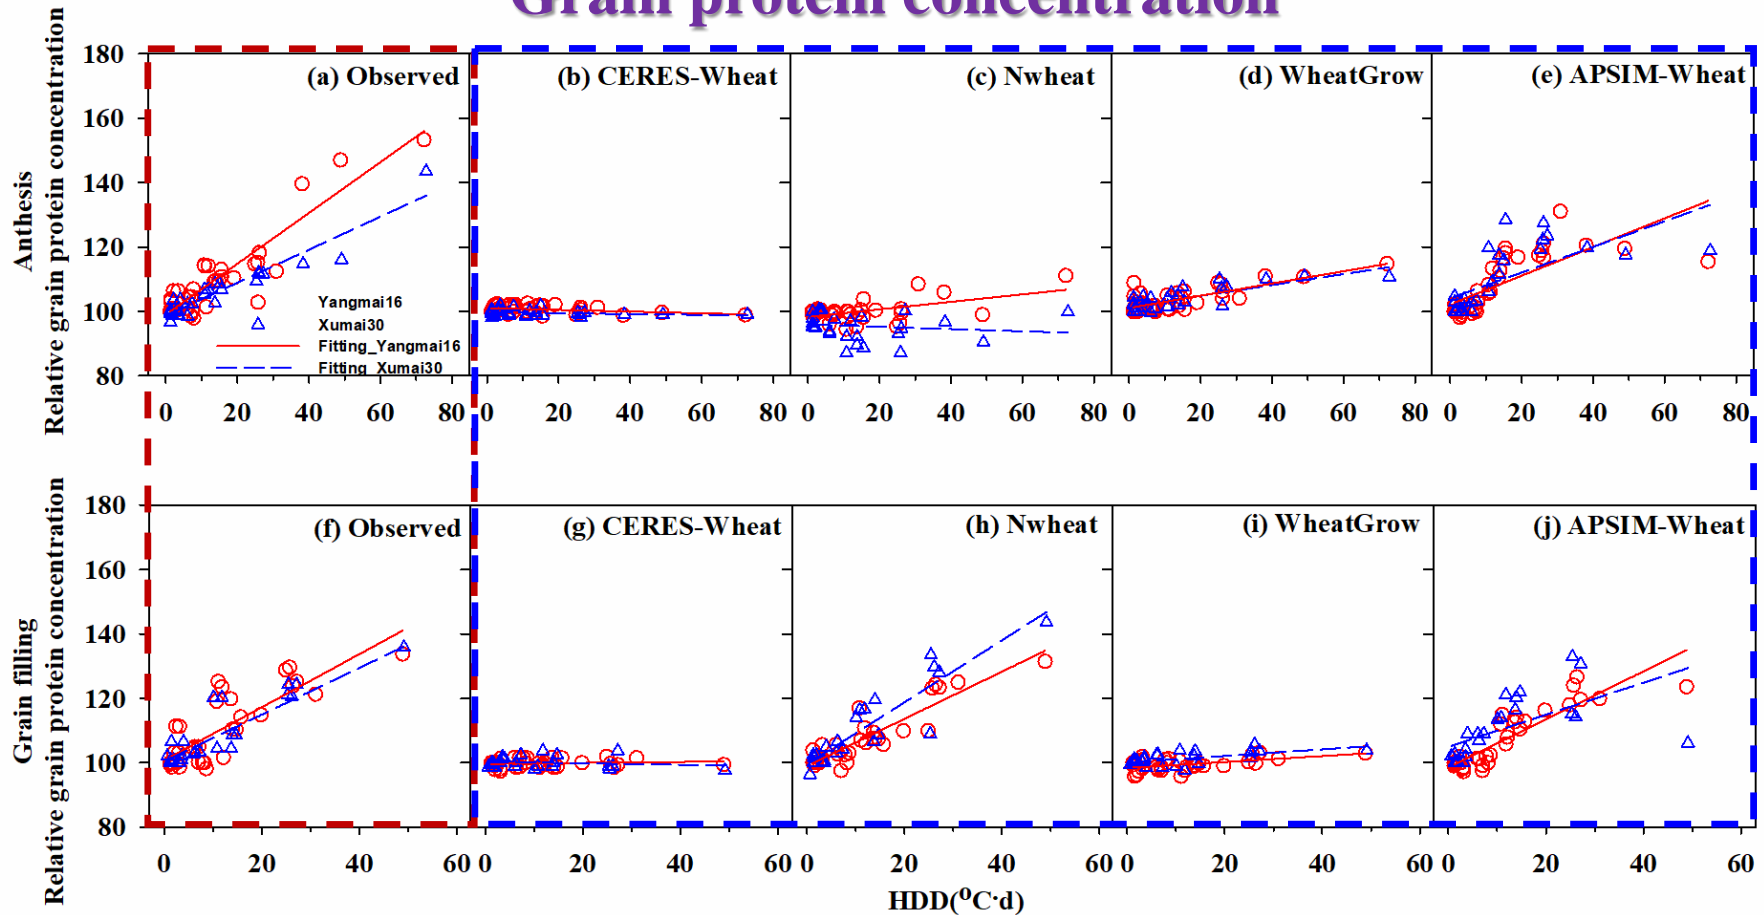 Grain protein concentration
Anthesis
Relative grain protein concentration
180
160
140
120
100
80
(a) Observed
(b) CERES-Wheat
(c) Nwheat
(d) WheatGrow
(e) APSIM-Wheat
Yangmai16
Xumai30
Fitting_Yangmai16
Fitting_Xumai30
0 20 40 60 80 0 20 40 60 80 0 20 40 60 80 0 20 40 60 80 0 20 40 60 80
Grain filling
Relative grain protein concentration
180
160
140
120
100
80
(f) Observed
(g) CERES-Wheat
(h) Nwheat
(i) WheatGrow
(j) APSIM-Wheat
0 20 40 60 0 20 40 60 0 20 40 60 0 20 40 60 0 20 40 60
HDD(°C·d)